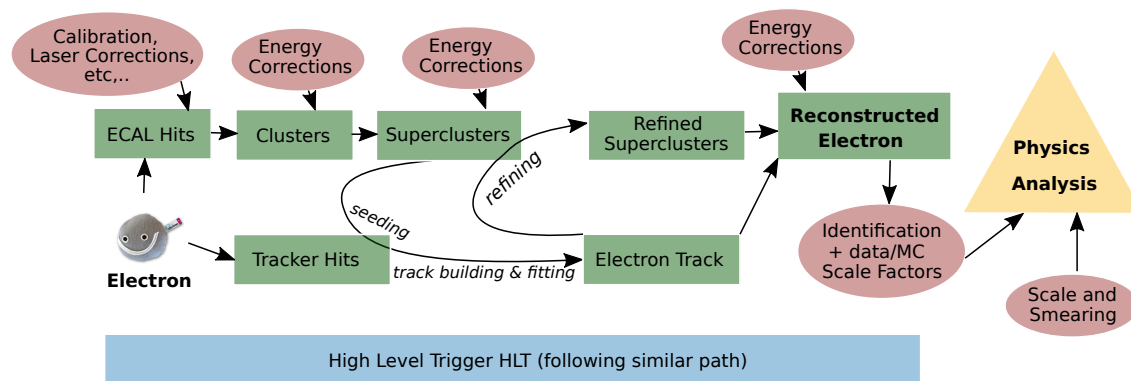 Calibration,
Laser Corrections,
etc,..
Energy
Corrections
Energy
Corrections
Energy
Corrections
ECAL Hits
Clusters
Superclusters
Refined
Superclusters
Reconstructed
Electron
Physics
Analysis
refining
seeding
Electron
Tracker Hits
track building & fitting
Electron Track
Identification
+ data/MC
Scale Factors
Scale and
Smearing
High Level Trigger HLT (following similar path)